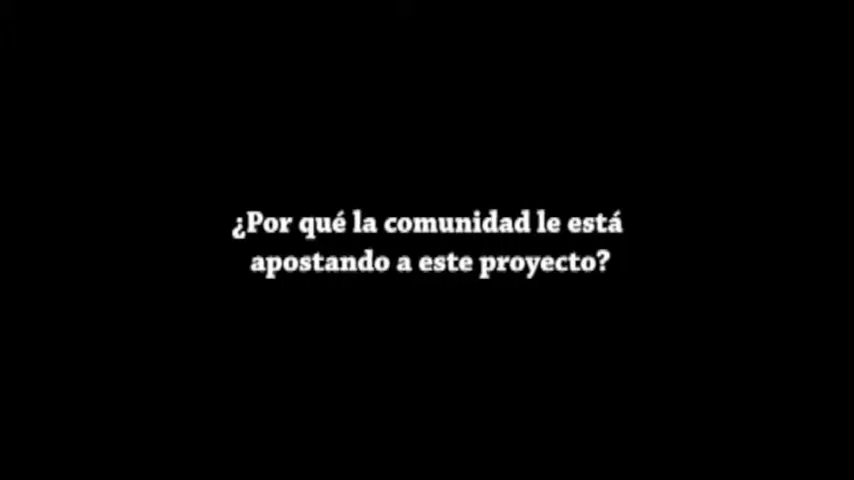 ¿Por qué la comunidad le está
apostando a este proyecto?